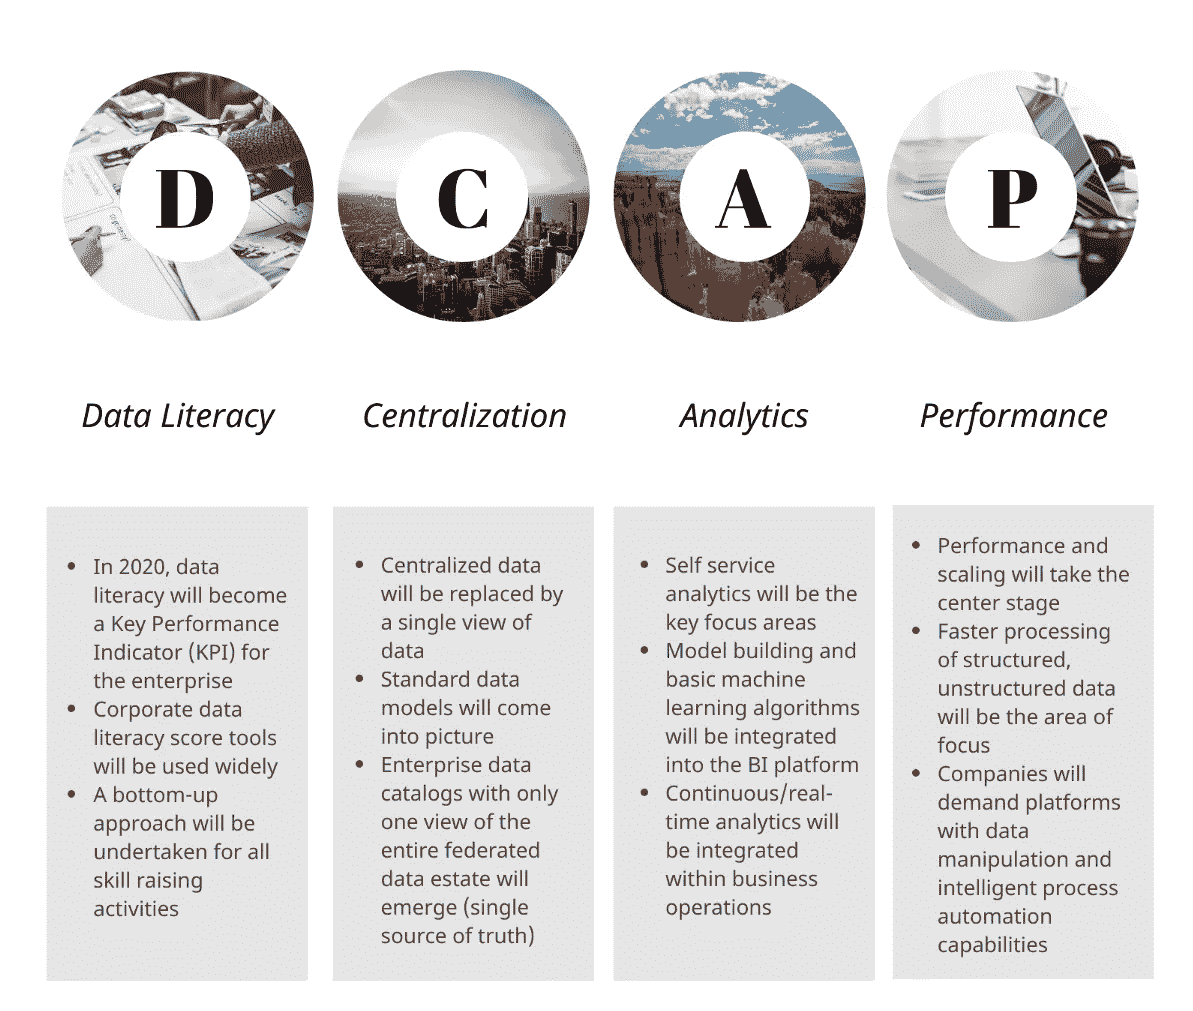 D
C
A
P
Data Literacy
Centralization
Analytics
Performance
In 2020, data
literacy will become
a Key Performance
Indicator (KPI) for
the enterprise
Corporate data
literacy score tools
will be used widely
A bottom-up
approach will be
undertaken for all
skill raising
activities
Centralized data
will be replaced by
a single view of
data
Standard data
models will come
into picture
Enterprise data
catalogs with only
one view of the
entire federated
data estate will
emerge (single
source of truth)
Self service
analytics will be the
key focus areas
Model building and
basic machine
learning algorithms
will be integrated
into the BI platform
Continuous/real-
time analytics will
be integrated
within business
operations
Performance and
scaling will take the
center stage
Faster processing
of structured,
unstructured data
will be the area of
focus
Companies will
demand platforms
with data
manipulation and
intelligent process
automation
capabilities